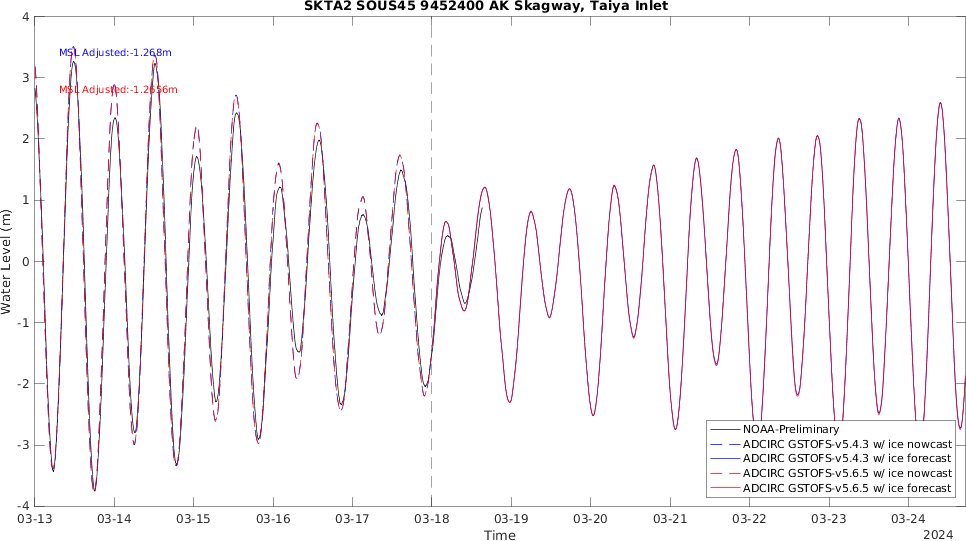 SKTA2 SOUS45 9452400 AK Skagway, Taiya Inlet
MSL Adjusted:-1.268m
MSL Adjusted:-1.2656m
Water Level (m)
4
3
2
1
0
-1
-2
-3
-4
NOAA-Preliminary
ADCIRC GSTOFS-v5.4.3 w/ ice nowcast
ADCIRC GSTOFS-v5.4.3 w/ ice forecast
ADCIRC GSTOFS-v5.6.5 w/ ice nowcast
ADCIRC GSTOFS-v5.6.5 w/ ice forecast
03-13 03-14 03-15 03-16 03-17 03-18 03-19 03-20 03-21 03-22 03-23 03-24
Time
2024